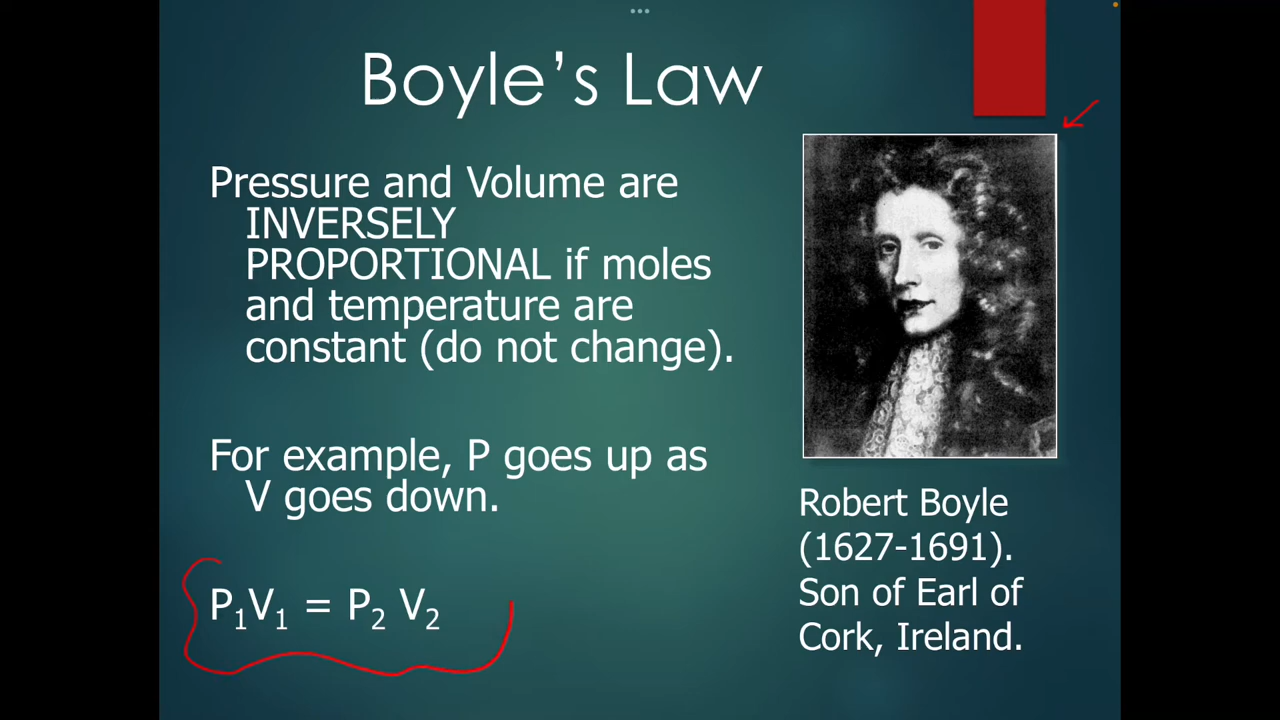 Boyle’s Law
Pressure and Volume are
INVERSELY
PROPORTIONAL if moles
and temperature are
constant (do not change).
For example, P goes up as
V goes down.
P₁V₁ = P₂ V₂
Robert Boyle
(1627-1691).
Son of Earl of
Cork, Ireland.